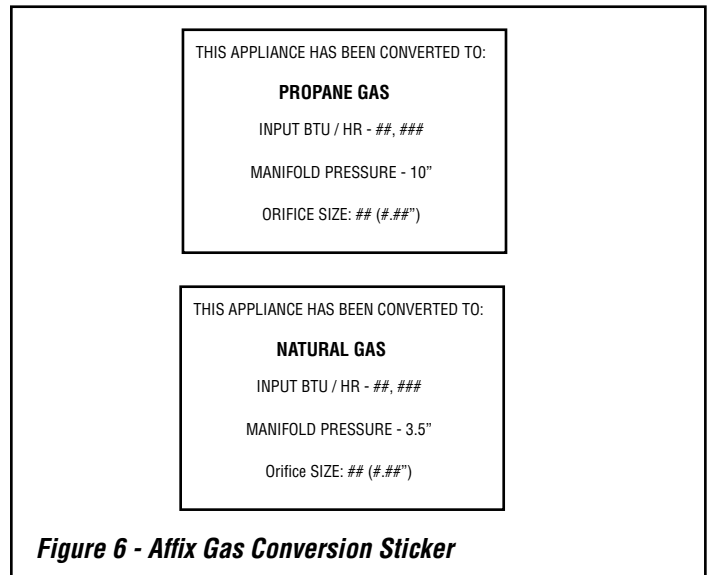 THIS APPLIANCE HAS BEEN CONVERTED TO:
PROPANE GAS
INPUT BTU / HR - ##, ###
MANIFOLD PRESSURE - 10”
ORIFICE SIZE: ## (#.##”)
THIS APPLIANCE HAS BEEN CONVERTED TO:
NATURAL GAS
INPUT BTU / HR - ##, ###
MANIFOLD PRESSURE - 3.5”
Orifice SIZE: ## (#.##”)
Figure 6 - Affix Gas Conversion Sticker